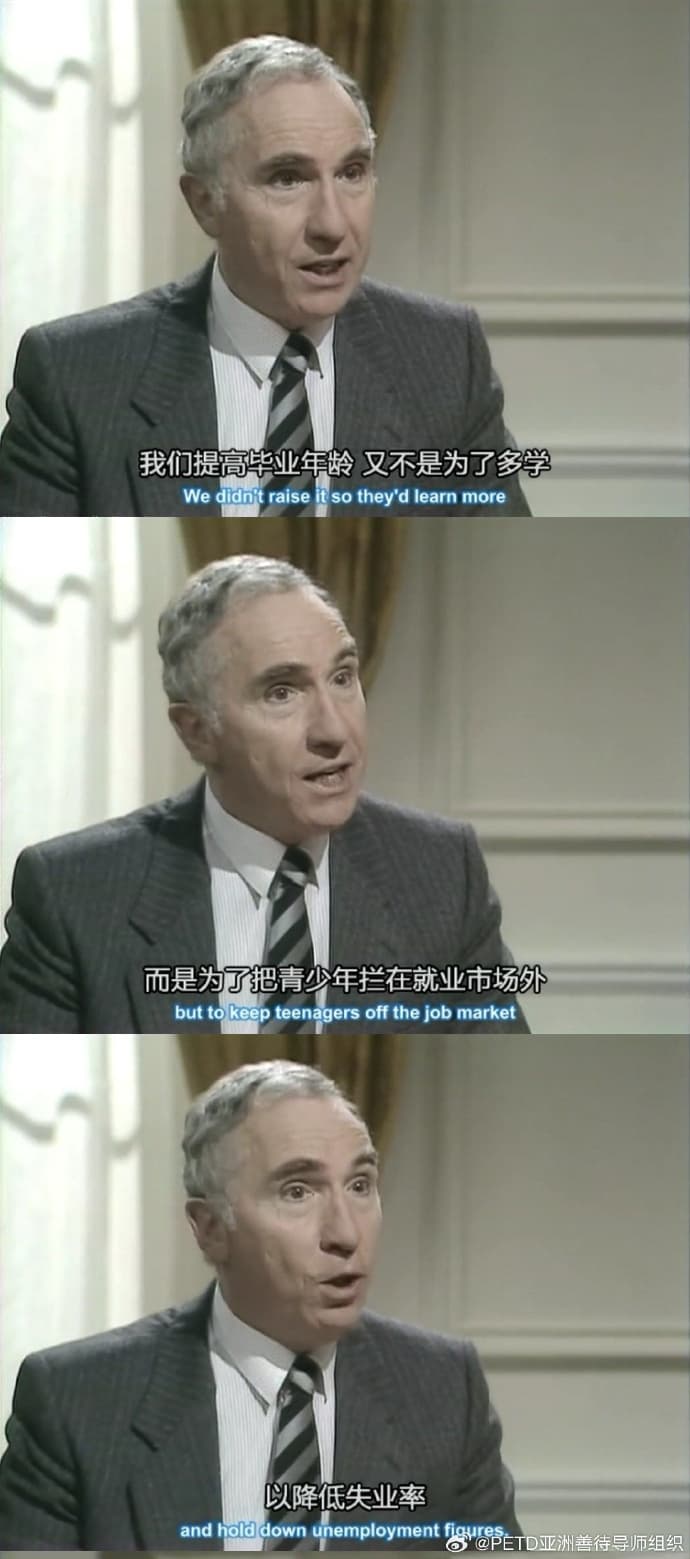 我们提高毕业年龄 又不是为了多学
We didn't raise it so they'd learn more
而是为了把青少年拦在就业市场外
but to keep teenagers off the job market
以降低失业率
and hold down unemployment figures.
@PETD亚洲善待导师组织